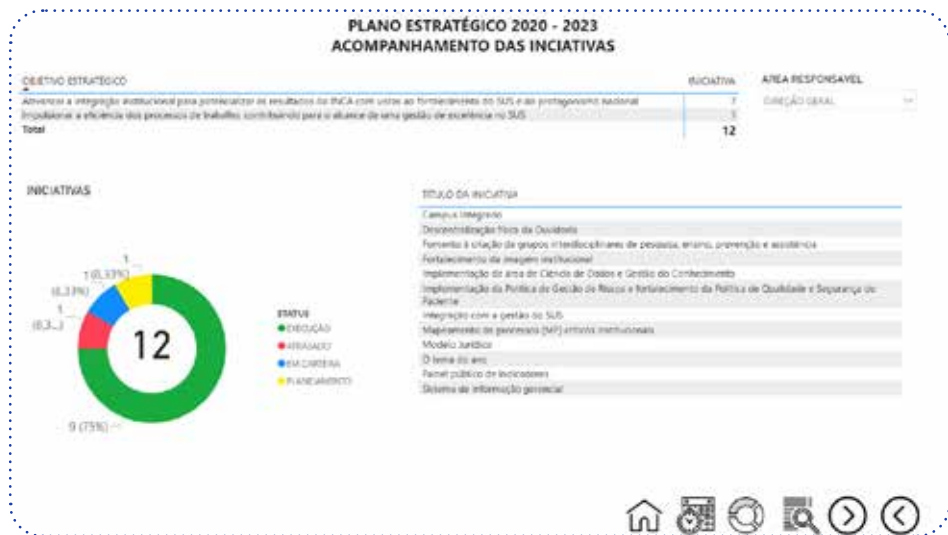 PLANO ESTRATÉGICO 2020 - 2023
ACOMPANHAMENTO DAS INCIATIVAS
OBJETIVO ESTRATÉGICO
INICIATIVA
Alavancar a integração institucional para potencializar os resultados do INCA com vistas ao fortalecimento do SUS e ao protagonismo nacional
7
Impulsionar a eficiência dos processos de trabalho contribuindo para o alcance de uma gestão de excelência no SUS
5
Total
12
AREA RESPONSAVEL
DIREÇÃO GERAL
INICIATIVAS
1
1 (8,33%)
(8,33%)
1
(8,3...)
12
9 (75%)
STATUS
EXECUÇÃO
ATRASADO
EM CARTEIRA
PLANEJAMENTO
TITULO DA INICIATIVA
Campus Integrado
Descentralização física da Ouvidoria
Fomento à criação de grupos interdisciplinares de pesquisa, ensino, prevenção e assistência
Fortalecimento da imagem institucional
Implementação da área de Ciência de Dados e Gestão do Conhecimento
Implementação da Política de Gestão de Riscos e fortalecimento da Política de Qualidade e Segurança do
Paciente
Integração com a gestão do SUS
Mapeamento de processos (MP) críticos institucionais
Modelo Jurídico
O tema do ano
Painel público de indicadores
Sistema de informação gerencial